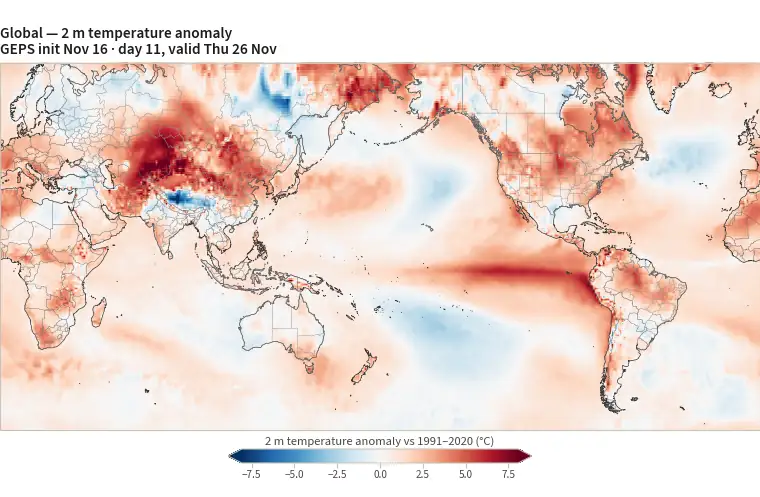 Global — 2 m temperature anomaly
GEPS init Nov 16 · day 11, valid Thu 26 Nov
2 m temperature anomaly vs 1991–2020 (°C)
−7.5 −5.0 −2.5 0.0 2.5 5.0 7.5